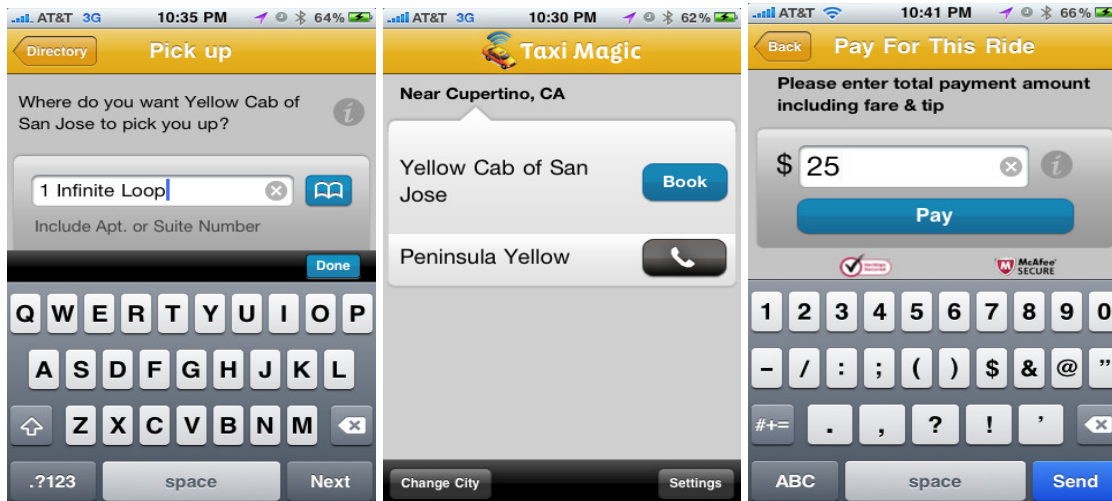 AT&T 3G 10:35 PM 64%
Directory Pick up
Where do you want Yellow Cab of
San Jose to pick you up?
i
1 Infinite Loop
Include Apt. or Suite Number
Done
Q W E R T Y U I O P
A S D F G H J K L
Z X C V B N M
.?123 space Next
AT&T 3G 10:30 PM 62%
Taxi Magic
Near Cupertino, CA
Yellow Cab of San
Jose
Book
Peninsula Yellow
Change City Settings
AT&T 10:41 PM 66%
Back Pay For This Ride
Please enter total payment amount
including fare & tip
$ 25 i
Pay
McAfee
SECURE
1 2 3 4 5 6 7 8 9 0
- / : ; ( ) $ & @ "
#+= . , ? ! '
ABC space Send